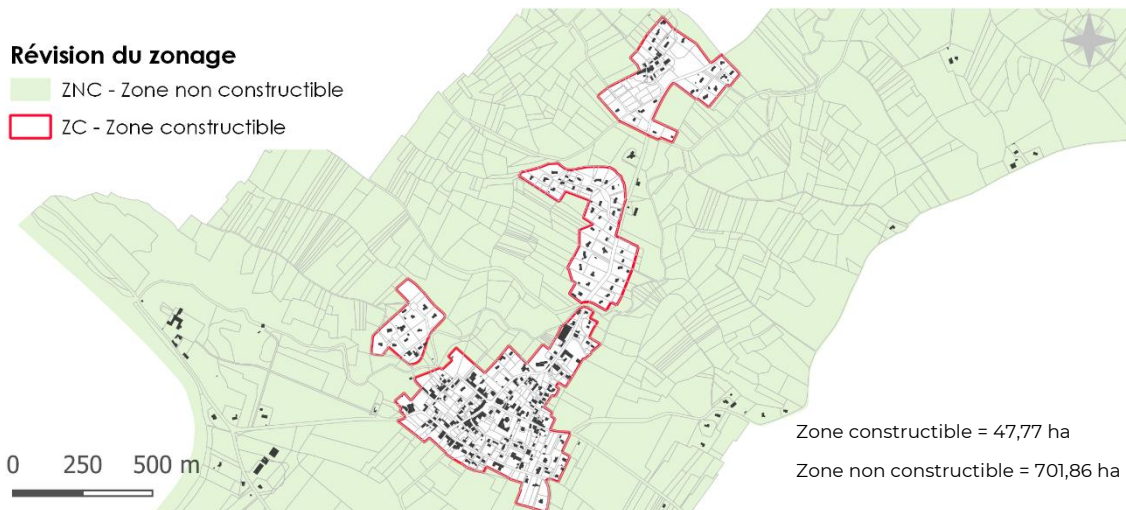 Révision du zonage
ZNC - Zone non constructible
ZC - Zone constructible
0 250 500 m
Zone constructible = 47,77 ha
Zone non constructible = 701,86 ha